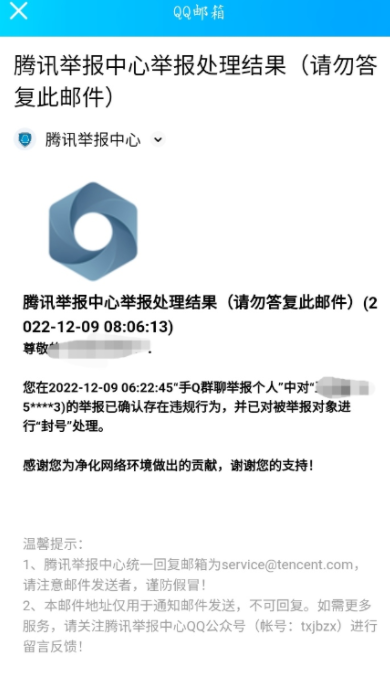 QQ邮箱
腾讯举报中心举报处理结果（请勿答
复此邮件）
腾讯举报中心
腾讯举报中心举报处理结果（请勿答复此邮件）(2
022-12-09 08:06:13)
尊敬
您在2022-12-09 06:22:45“手Q群聊举报个人”中对“
5****3)的举报已确认存在违规行为，并已对被举报对象进
行“封号”处理。
感谢您为净化网络环境做出的贡献，谢谢您的支持！
温馨提示：
1、腾讯举报中心统一回复邮箱为service@tencent.com，
请注意邮件发送者，谨防假冒！
2、本邮件地址仅用于通知邮件发送，不可回复。如需更多
服务，请关注腾讯举报中心QQ公众号（帐号：txjbzx）进行
留言反馈！